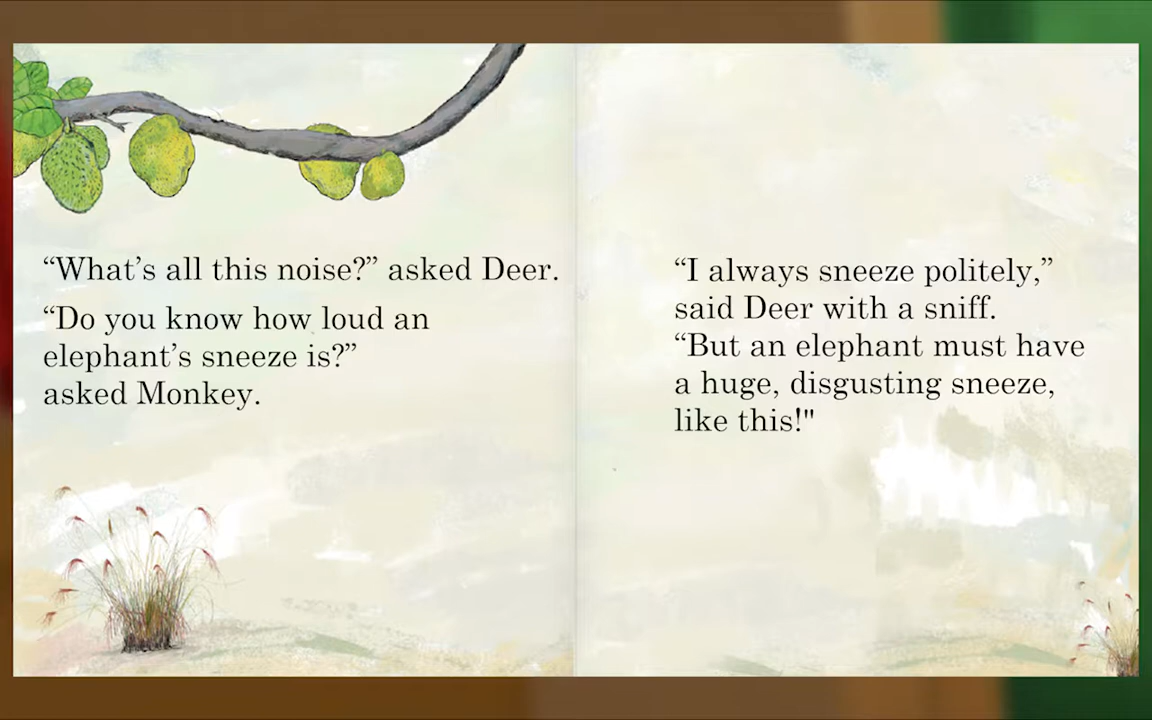 “What’s all this noise?” asked Deer.
“Do you know how loud an
elephant’s sneeze is?”
asked Monkey.
“I always sneeze politely,”
said Deer with a sniff.
“But an elephant must have
a huge, disgusting sneeze,
like this!"